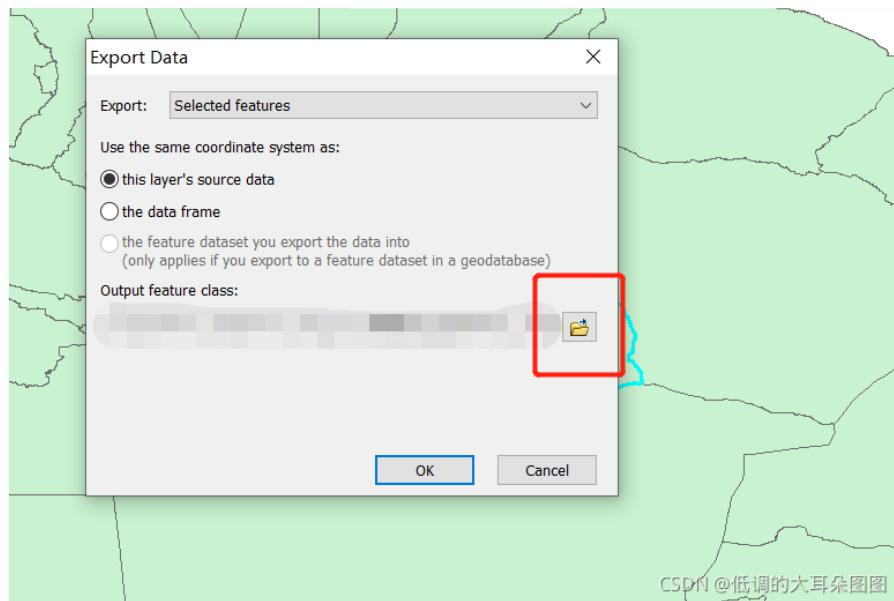 Export Data
Export: Selected features
Use the same coordinate system as:
this layer's source data
the data frame
the feature dataset you export the data into
(only applies if you export to a feature dataset in a geodatabase)
Output feature class:
OK Cancel
CSDN @低调的大耳朵图图